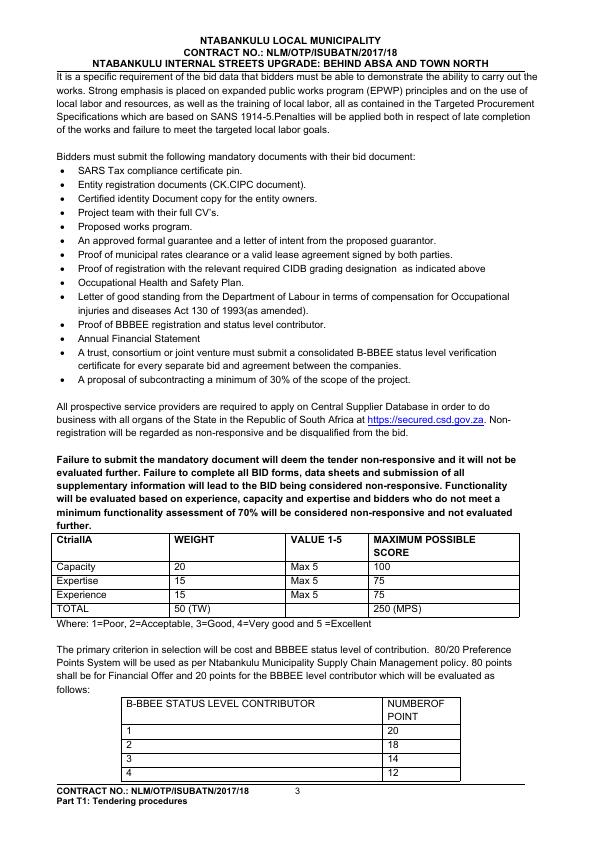 NTABANKULU LOCAL MUNICIPALITY
CONTRACT NO.: NLM/OTP/ISUBATN/2017/18
NTABANKULU INTERNAL STREETS UPGRADE: BEHIND ABSA AND TOWN NORTH
It is a specific requirement of the bid data that bidders must be able to demonstrate the ability to carry out the
works. Strong emphasis is placed on expanded public works program (EPWP) principles and on the use of
local labor and resources, as well as the training of local labor, all as contained in the Targeted Procurement
Specifications which are based on SANS 1914-5.Penalties will be applied both in respect of late completion
of the works and failure to meet the targeted local labor goals.
Bidders must submit the following mandatory documents with their bid document:
• SARS Tax compliance certificate pin.
• Entity registration documents (CK.CIPC document).
• Certified identity Document copy for the entity owners.
• Project team with their full CV's.
• Proposed works program.
• An approved formal guarantee and a letter of intent from the proposed guarantor.
• Proof of municipal rates clearance or a valid lease agreement signed by both parties.
• Proof of registration with the relevant required CIDB grading designation as indicated above
• Occupational Health and Safety Plan.
• Letter of good standing from the Department of Labour in terms of compensation for Occupational
injuries and diseases Act 130 of 1993(as amended).
• Proof of BBBEE registration and status level contributor.
• Annual Financial Statement
• A trust, consortium or joint venture must submit a consolidated B-BBEE status level verification
certificate for every separate bid and agreement between the companies.
• A proposal of subcontracting a minimum of 30% of the scope of the project.
All prospective service providers are required to apply on Central Supplier Database in order to do
business with all organs of the State in the Republic of South Africa at https://secured.csd.gov.za. Non-
registration will be regarded as non-responsive and be disqualified from the bid.
Failure to submit the mandatory document will deem the tender non-responsive and it will not be
evaluated further. Failure to complete all BID forms, data sheets and submission of all
supplementary information will lead to the BID being considered non-responsive. Functionality
will be evaluated based on experience, capacity and expertise and bidders who do not meet a
minimum functionality assessment of 70% will be considered non-responsive and not evaluated
further.
CtriallA WEIGHT VALUE 1-5 MAXIMUM POSSIBLE
SCORE
Capacity 20 Max 5 100
Expertise 15 Max 5 75
Experience 15 Max 5 75
TOTAL 50 (TW) 250 (MPS)
Where: 1=Poor, 2=Acceptable, 3=Good, 4=Very good and 5 =Excellent
The primary criterion in selection will be cost and BBBEE status level of contribution. 80/20 Preference
Points System will be used as per Ntabankulu Municipality Supply Chain Management policy. 80 points
shall be for Financial Offer and 20 points for the BBBEE level contributor which will be evaluated as
follows:
B-BBEE STATUS LEVEL CONTRIBUTOR NUMBEROF
POINT
1 20
2 18
3 14
4 12
CONTRACT NO.: NLM/OTP/ISUBATN/2017/18 3
Part T1: Tendering procedures